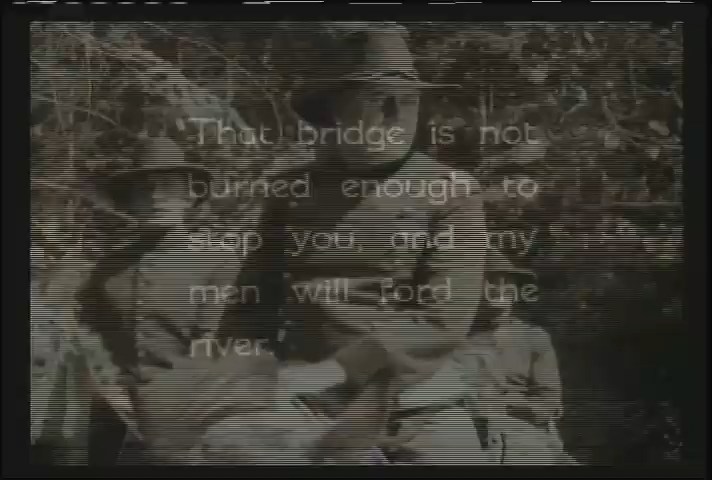 That bridge is not
burned enough to
stop you, and my
men will ford the
river.